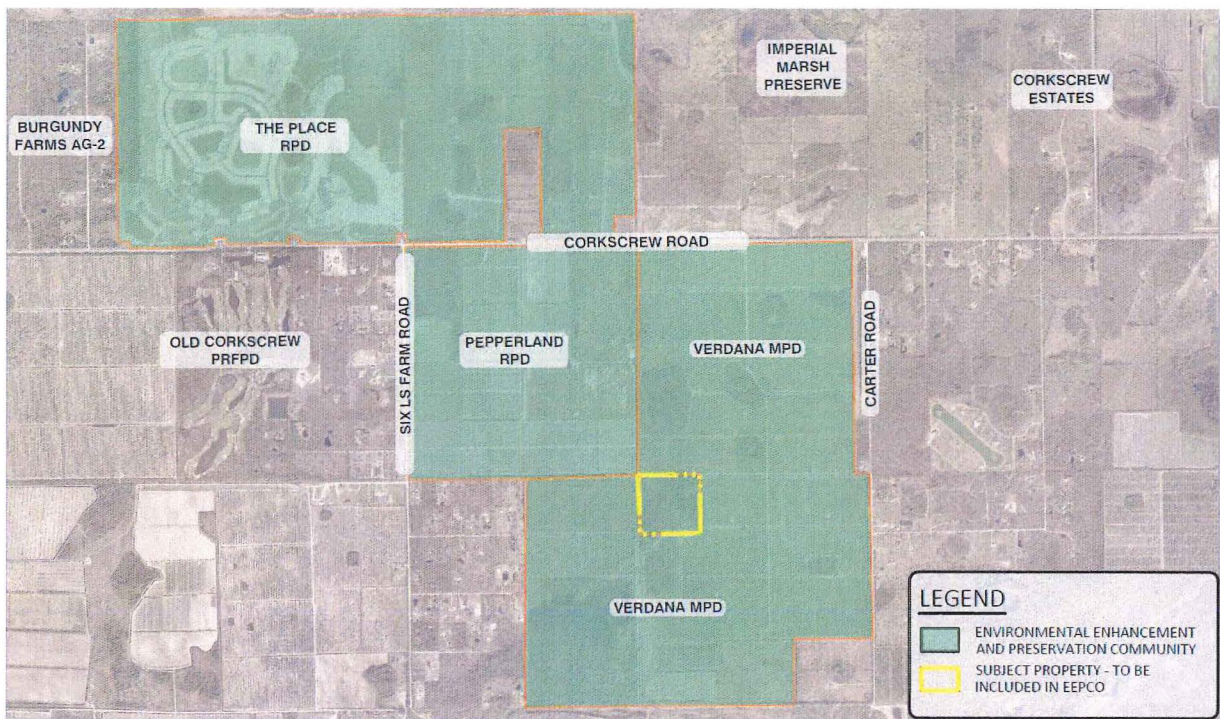 IMPERIAL
MARSH
PRESERVE
CORKSCREW
ESTATES
BURGUNDY
FARMS AG-2
THE PLACE
RPD
CORKSCREW ROAD
OLD CORKSCREW
PRFPD
SIX LS FARM ROAD
PEPPERLAND
RPD
VERDANA MPD
CARTER ROAD
VERDANA MPD
LEGEND
ENVIRONMENTAL ENHANCEMENT
AND PRESERVATION COMMUNITY
SUBJECT PROPERTY - TO BE
INCLUDED IN EEPCO